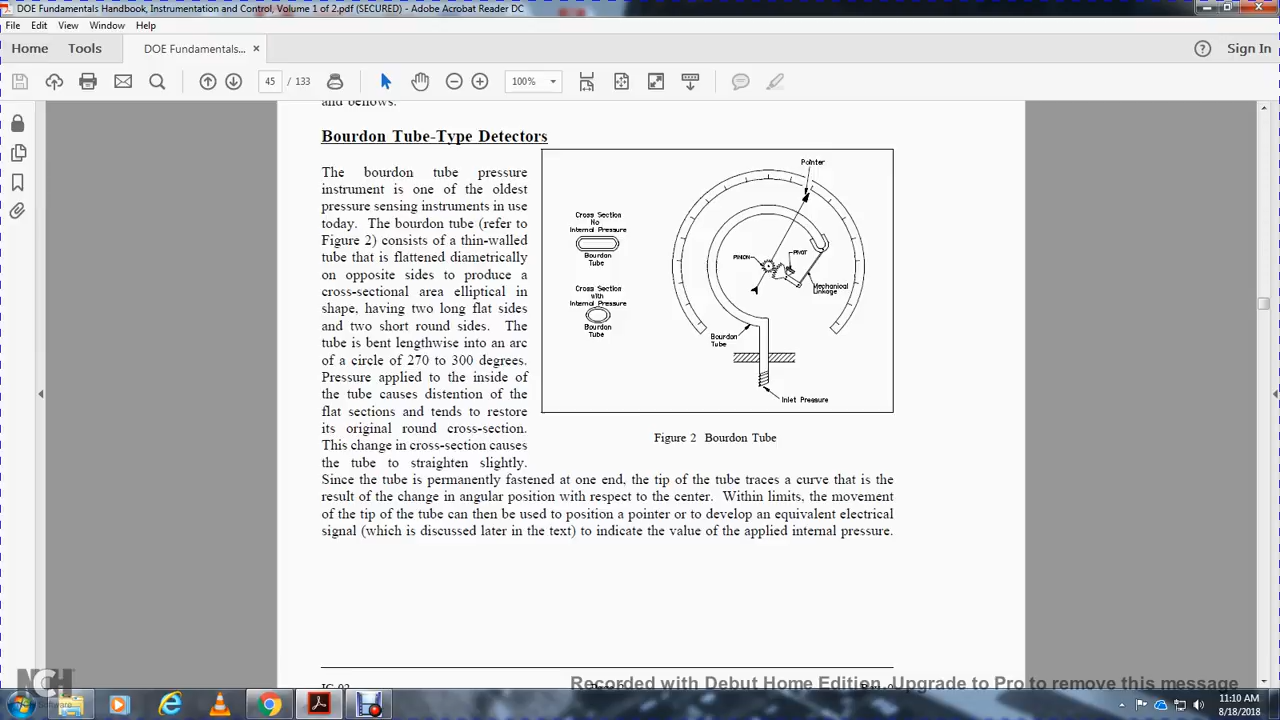 DOE Fundamentals Handbook, Instrumentation and Control, Volume 1 of 2.pdf (SECURED) - Adobe Acrobat Reader DC
File Edit View Window Help
Home Tools DOE Fundamentals... × Sign In
45 / 133 100%
and bellows.
Bourdon Tube-Type Detectors
The bourdon tube pressure
instrument is one of the oldest
pressure sensing instruments in use
today. The bourdon tube (refer to
Figure 2) consists of a thin-walled
tube that is flattened diametrically
on opposite sides to produce a
cross-sectional area elliptical in
shape, having two long flat sides
and two short round sides. The
tube is bent lengthwise into an arc
of a circle of 270 to 300 degrees.
Pressure applied to the inside of
the tube causes distention of the
flat sections and tends to restore
its original round cross-section.
This change in cross-section causes
the tube to straighten slightly.
Since the tube is permanently fastened at one end, the tip of the tube traces a curve that is the
result of the change in angular position with respect to the center. Within limits, the movement
of the tip of the tube can then be used to position a pointer or to develop an equivalent electrical
signal (which is discussed later in the text) to indicate the value of the applied internal pressure.
Cross Section
No
Internal Pressure
Bourdon
Tube
Cross Section
with
Internal Pressure
Bourdon
Tube
Pointer
PINION
PIVOT
Mechanical
Linkage
Bourdon
Tube
Inlet Pressure
Figure 2 Bourdon Tube
NCH
Software
Recorded with Debut Home Edition. Upgrade to Pro to remove this message
11:10 AM
8/18/2018